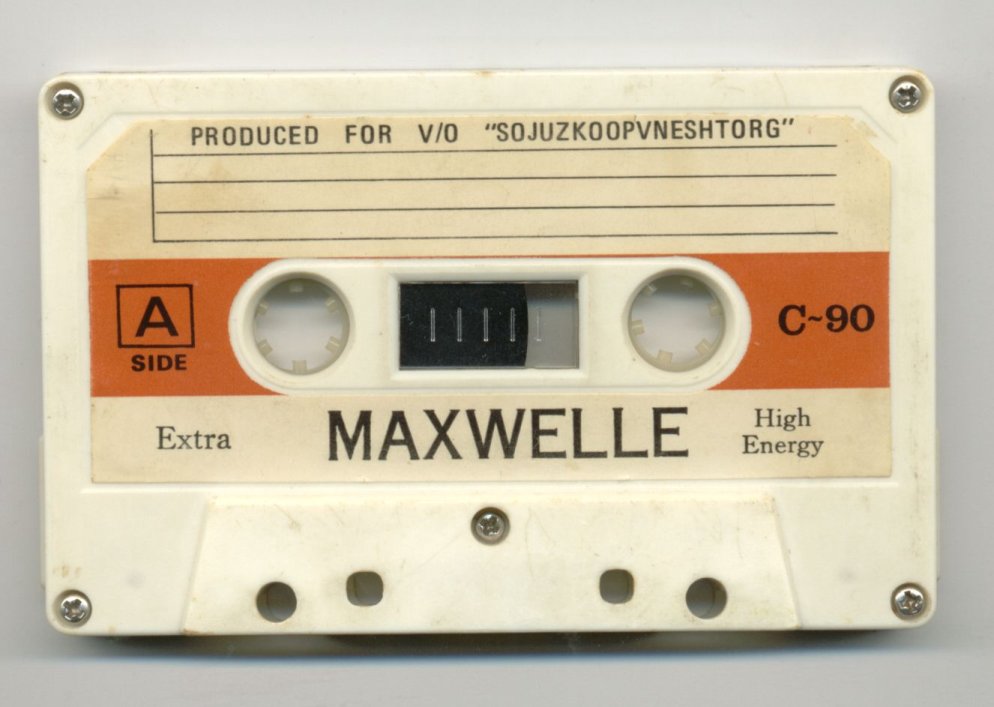 PRODUCED FOR V/O "SOJUZKOOPVNESHTORG"
A
SIDE
C~90
Extra
MAXWELLE
High
Energy